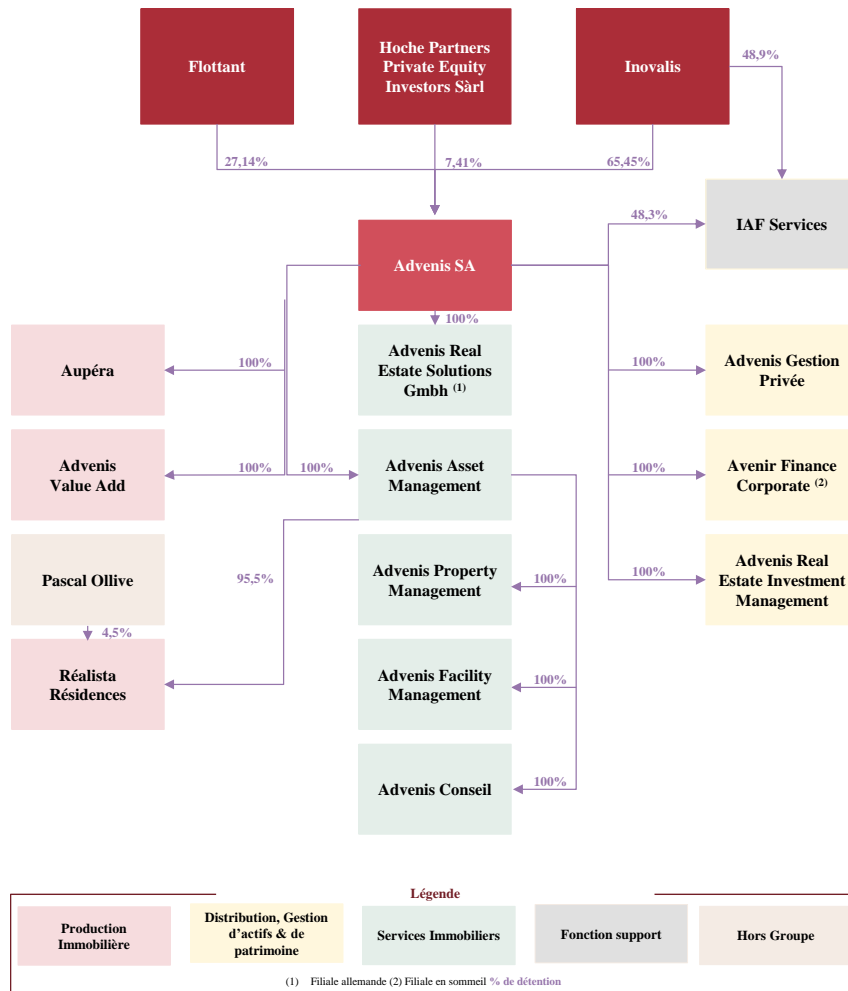 Flottant
Hoche Partners
Private Equity
Investors Sàrl
Inovalis
48,9%
27,14%
7,41%
65,45%
Advenis SA
48,3%
IAF Services
100%
Aupéra
100%
Advenis Real
Estate Solutions
Gmbh (1)
100%
Advenis Gestion
Privée
Advenis
Value Add
100%
100%
Advenis Asset
Management
100%
Avenir Finance
Corporate (2)
Pascal Ollive
95,5%
Advenis Property
Management
100%
100%
Advenis Real
Estate Investment
Management
4,5%
Réalista
Résidences
Advenis Facility
Management
100%
Advenis Conseil
100%
Légende
Production
Immobilière
Distribution, Gestion
d'actifs & de
patrimoine
Services Immobiliers
Fonction support
Hors Groupe
(1) Filiale allemande (2) Filiale en sommeil % de détention